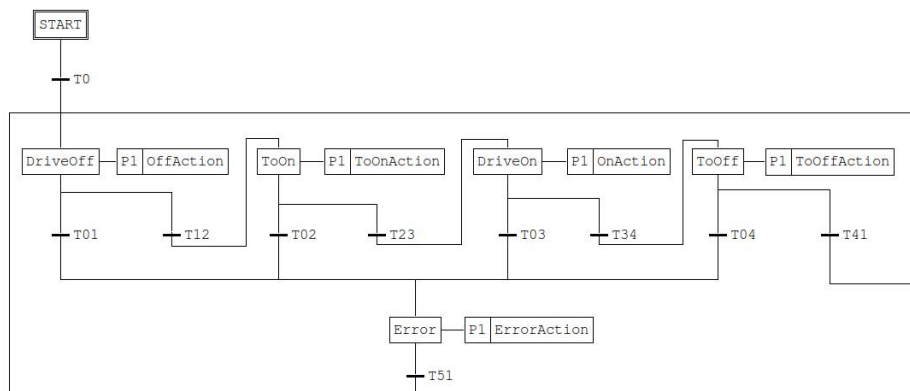 START
T0
DriveOff P1 OffAction
ToOn P1 ToOnAction
DriveOn P1 OnAction
ToOff P1 ToOffAction
T01 T12 T02 T23 T03 T34 T04 T41
Error P1 ErrorAction
T51